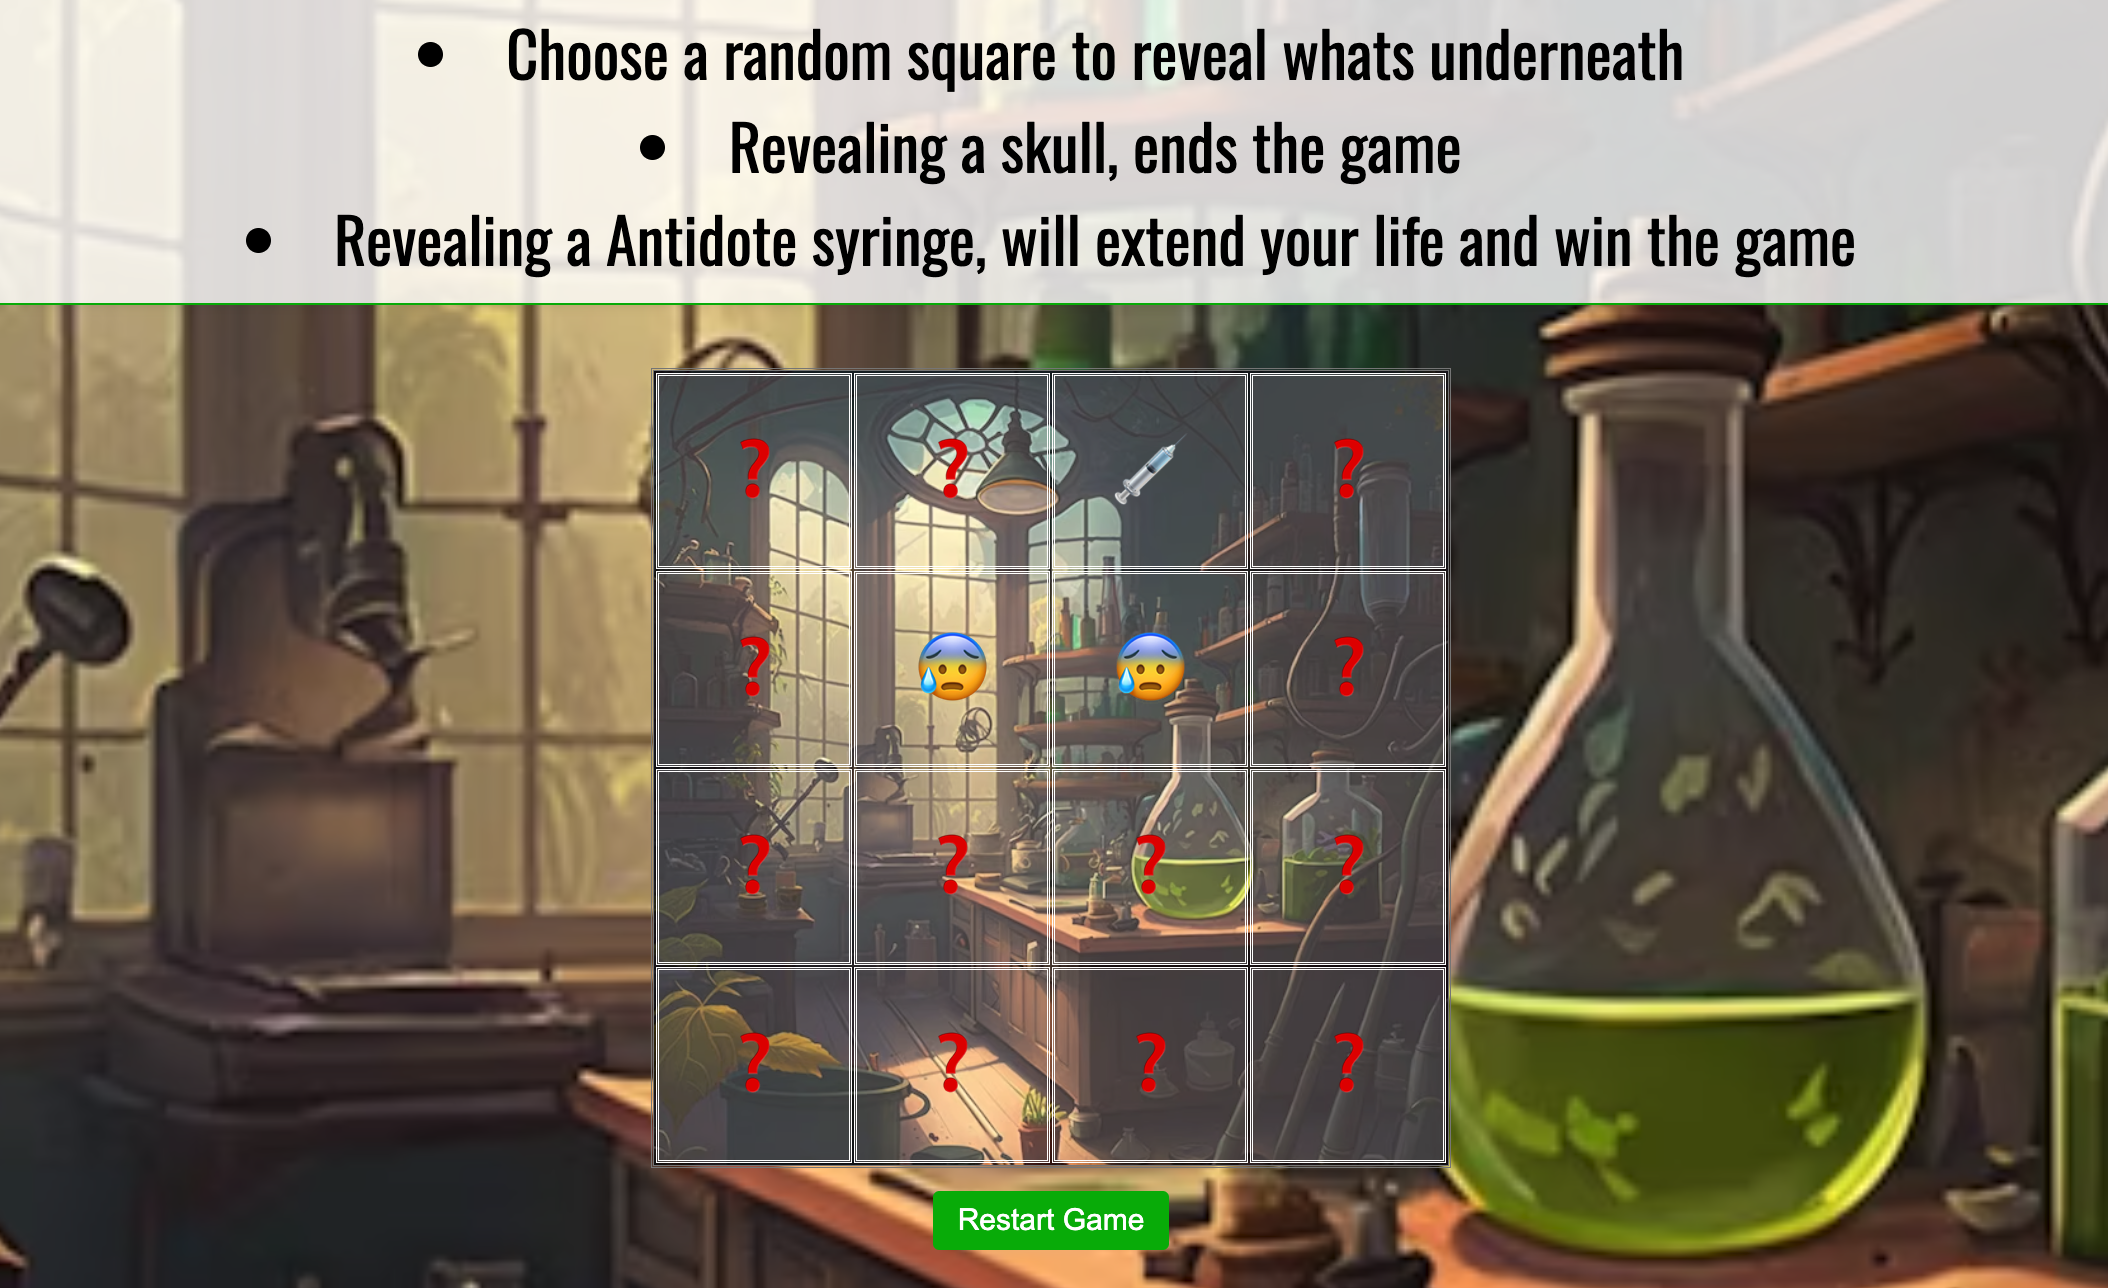 Choose a random square to reveal whats underneath
Revealing a skull, ends the game
Revealing a Antidote syringe, will extend your life and win the game
? ? ?
? ?
? ? ? ?
? ? ? ?
Restart Game